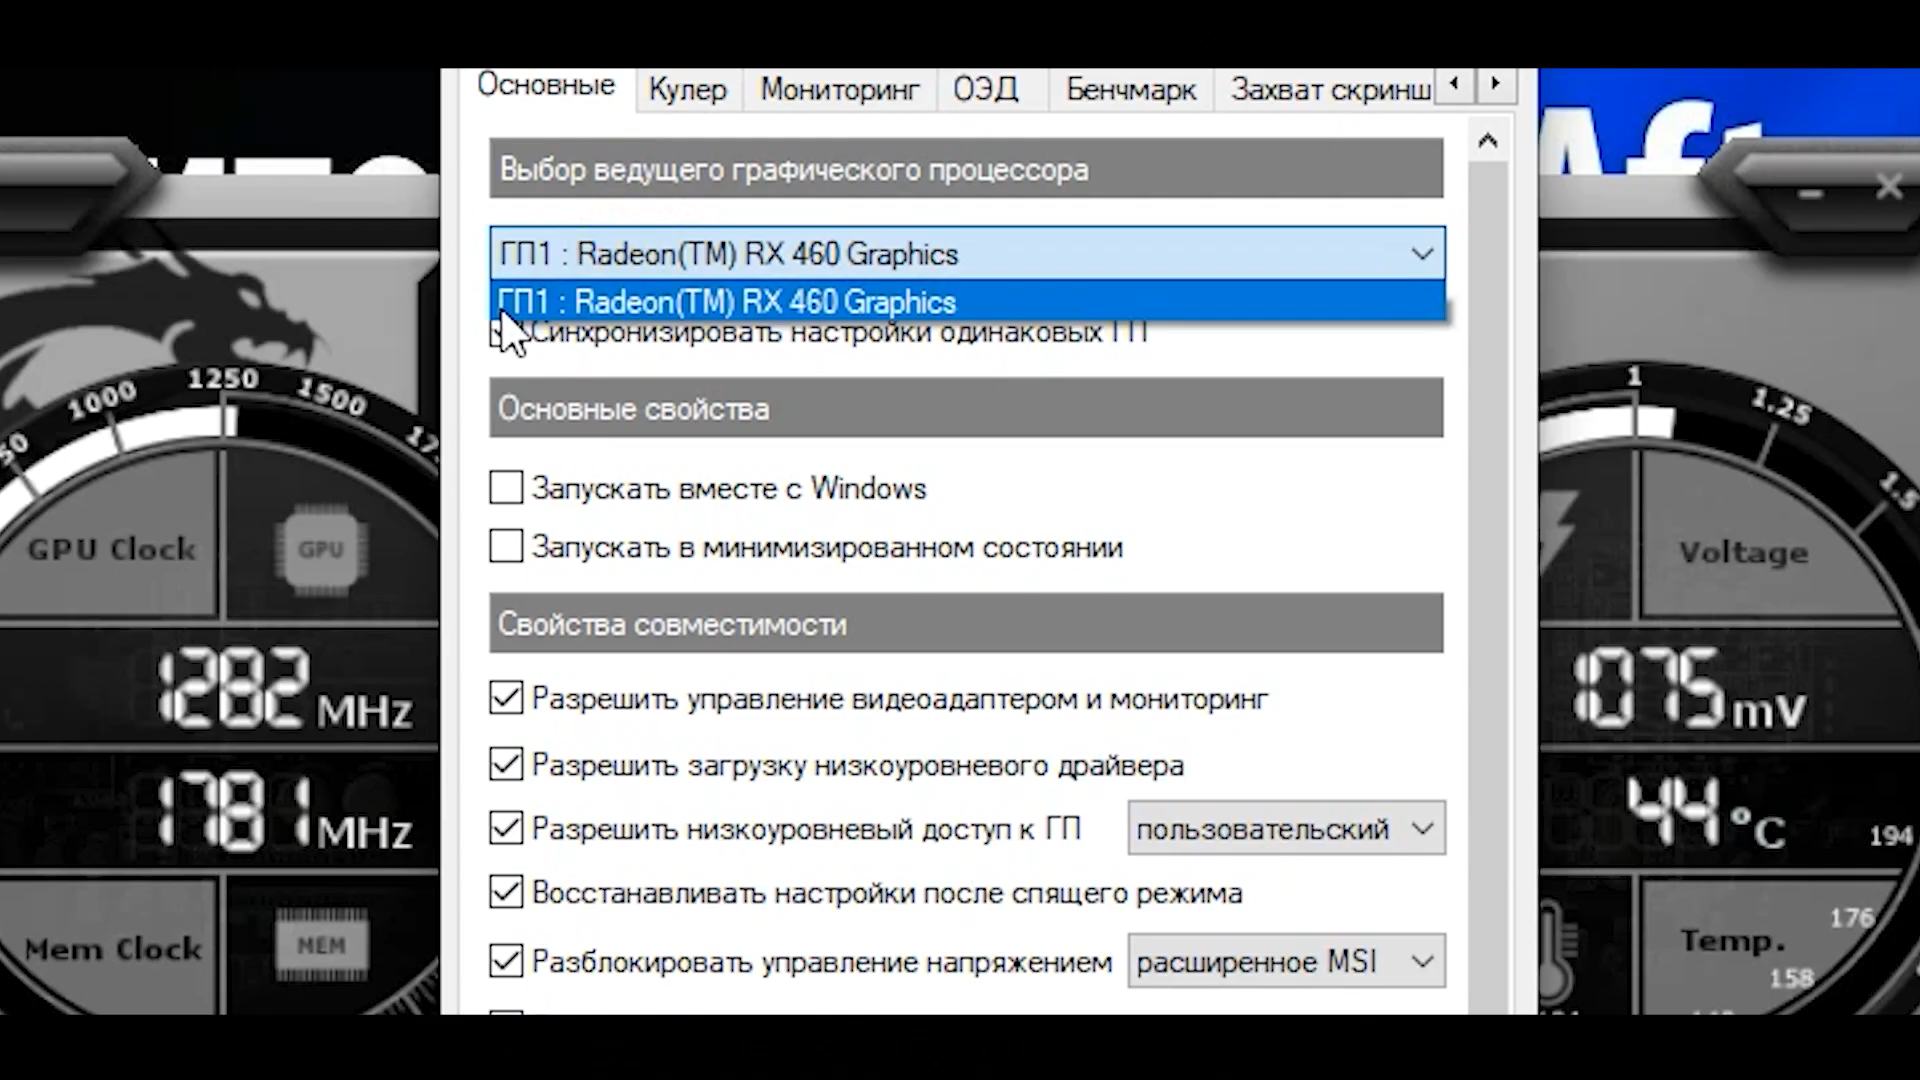 Основные Кулер Мониторинг ОЭД Бенчмарк Захват скринш
Выбор ведущего графического процессора
ГП1 : Radeon(TM) RX 460 Graphics
ГП1 : Radeon(TM) RX 460 Graphics
Синхронизировать настройки одинаковых ГП
Основные свойства
Запускать вместе с Windows
Запускать в минимизированном состоянии
Свойства совместимости
Разрешить управление видеоадаптером и мониторинг
Разрешить загрузку низкоуровневого драйвера
Разрешить низкоуровневый доступ к ГП пользовательский
Восстанавливать настройки после спящего режима
Разблокировать управление напряжением расширенное MSI
1000 1250 1500
GPU Clock GPU
1282 MHz
1781 MHz
Mem Clock MEM
Aft
1 1.25 1.5
Voltage
1075 mV
44 °C 194
176
Temp.
158